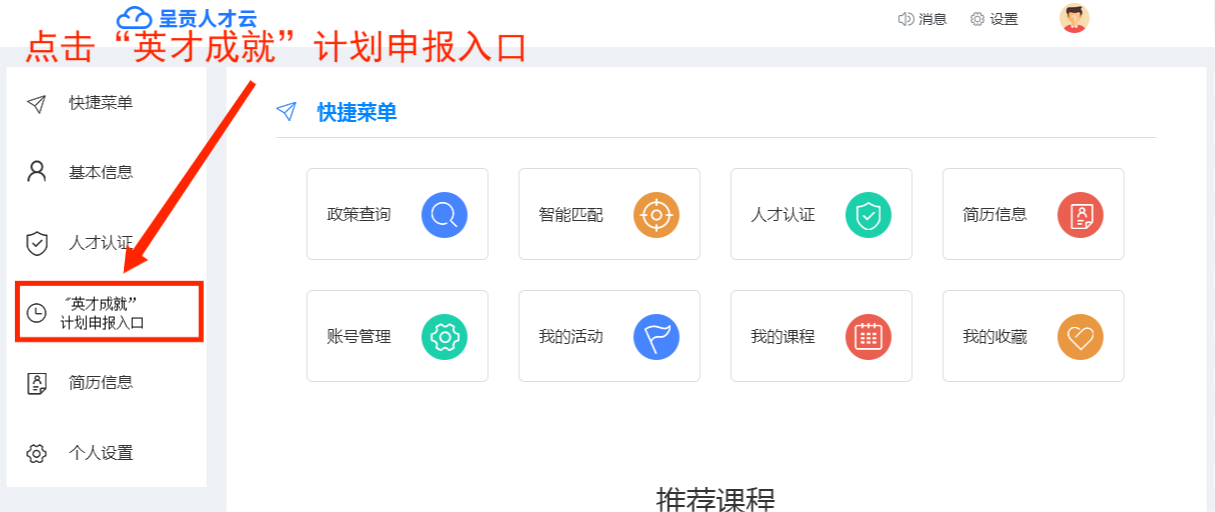 呈贡人才云
消息
设置
点击“英才成就”计划申报入口
快捷菜单
基本信息
人才认证
“英才成就”
计划申报入口
简历信息
个人设置
快捷菜单
政策查询
智能匹配
人才认证
简历信息
账号管理
我的活动
我的课程
我的收藏
推荐课程